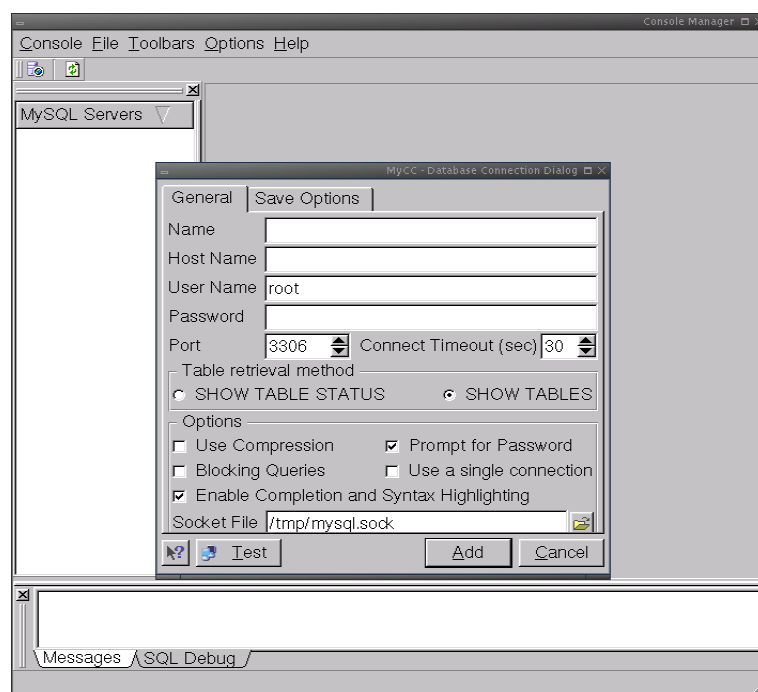 Console Manager
Console File Toolbars Options Help
MySQL Servers
MyCC - Database Connection Dialog
General Save Options
Name
Host Name
User Name root
Password
Port 3306 Connect Timeout (sec) 30
Table retrieval method
SHOW TABLE STATUS SHOW TABLES
Options
Use Compression Prompt for Password
Blocking Queries Use a single connection
Enable Completion and Syntax Highlighting
Socket File /tmp/mysql.sock
Test Add Cancel
Messages SQL Debug